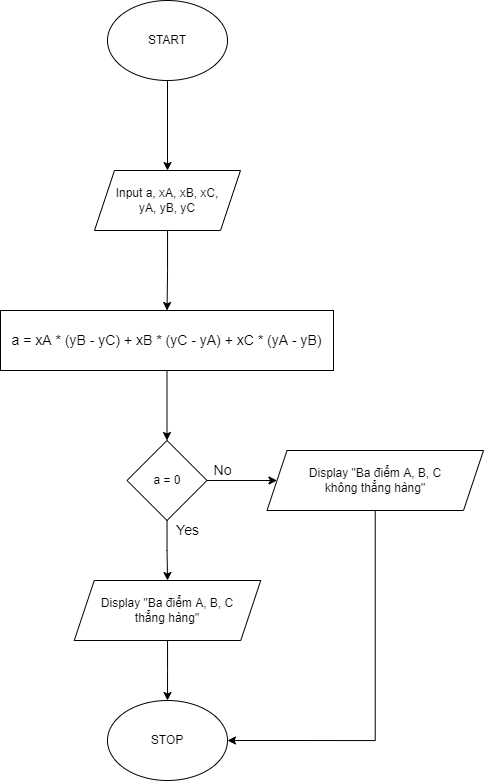 START
Input a, xA, xB, xC,
yA, yB, yC
a = xA * (yB - yC) + xB * (yC - yA) + xC * (yA - yB)
a = 0
No
Display "Ba điểm A, B, C
không thẳng hàng"
Yes
Display "Ba điểm A, B, C
thẳng hàng"
STOP